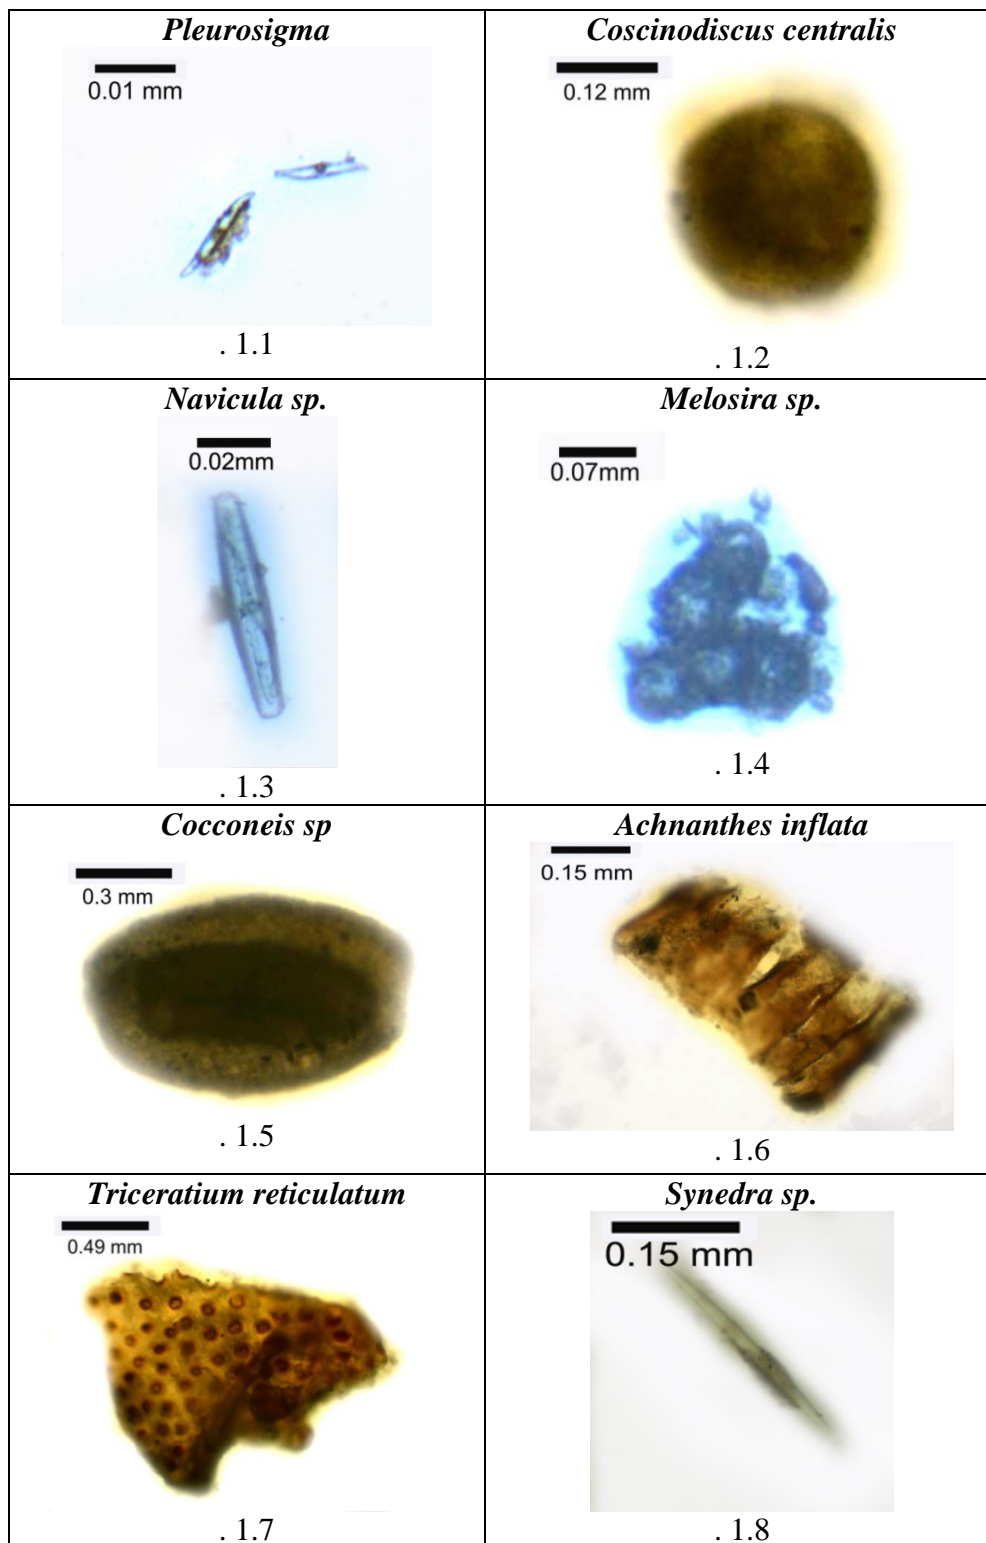 Pleurosigma
0.01 mm
. 1.1
Coscinodiscus centralis
0.12 mm
. 1.2
Navicula sp.
0.02mm
. 1.3
Melosira sp.
0.07mm
. 1.4
Cocconeis sp
0.3 mm
. 1.5
Achnanthes inflata
0.15 mm
. 1.6
Triceratium reticulatum
0.49 mm
. 1.7
Synedra sp.
0.15 mm
. 1.8